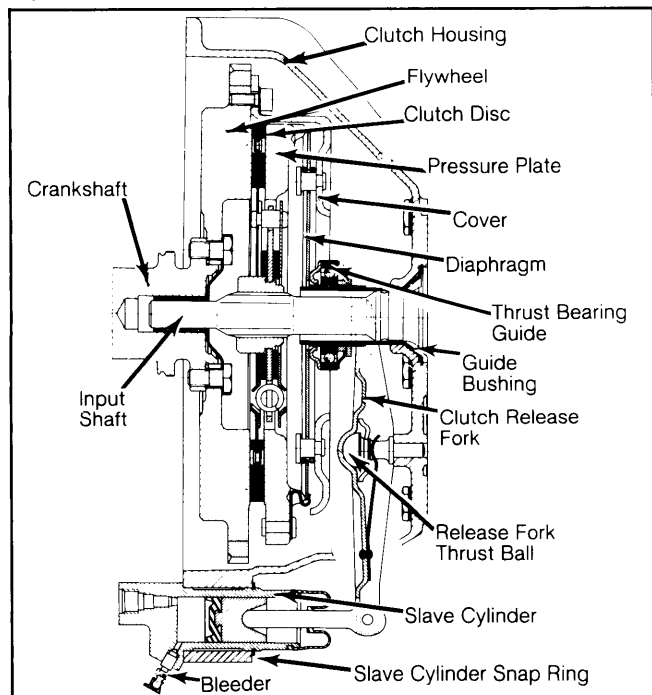 Clutch Housing
Flywheel
Clutch Disc
Pressure Plate
Crankshaft
Cover
Diaphragm
Thrust Bearing
Guide
Guide
Bushing
Input
Shaft
Clutch Release
Fork
Release Fork
Thrust Ball
Slave Cylinder
Slave Cylinder Snap Ring
Bleeder